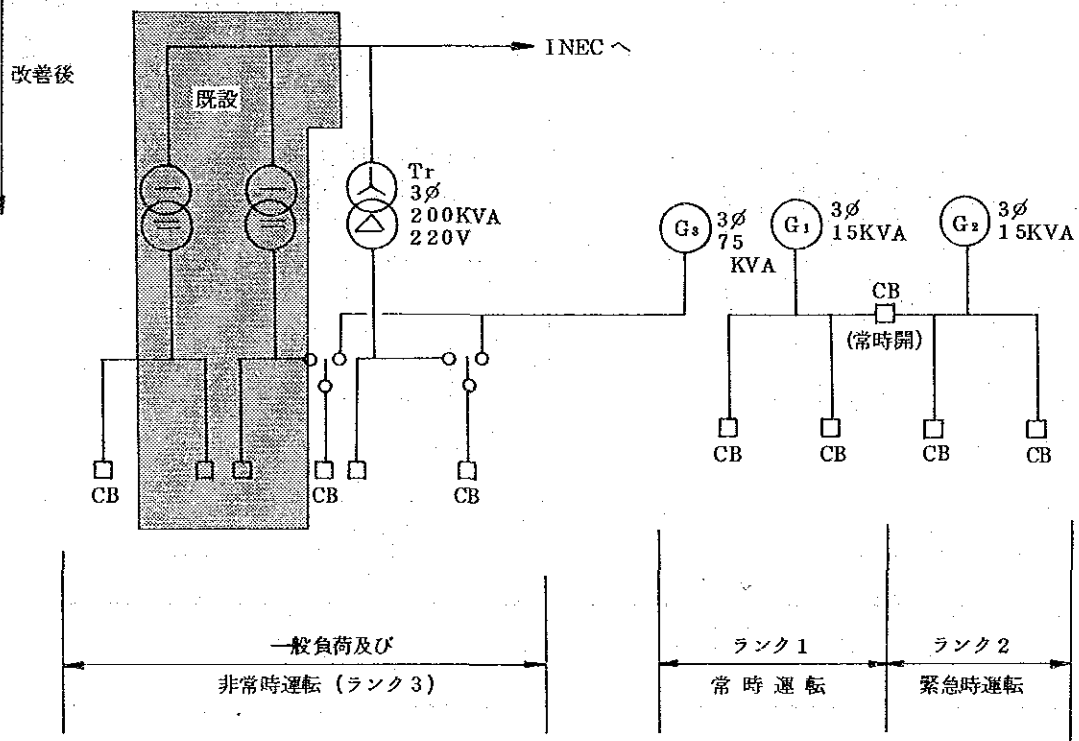 改善後
INECへ
既設
Tr
3φ
200KVA
220V
G3
3φ
75
KVA
G1
3φ
15KVA
G2
3φ
15KVA
CB
(常時開)
CB
CB
CB
CB
CB
CB
CB
一般負荷及び
非常時運転(ランク3)
ランク1
常時運転
ランク2
緊急時運転